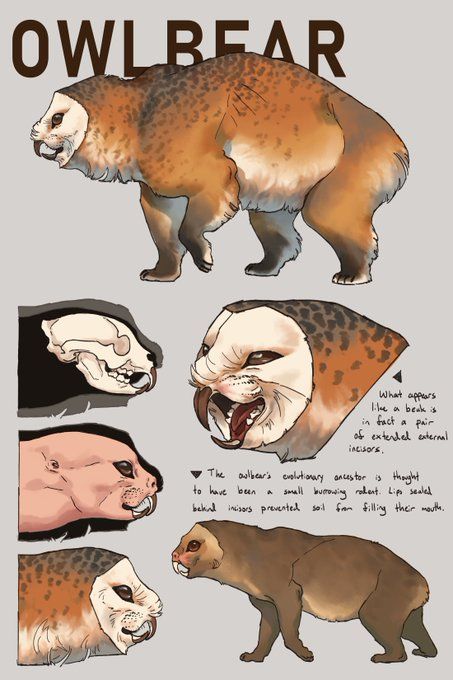 OWLBEAR
What appears
like a beak is
in fact a pair
of extended external
incisors.
The owlbear's evolutionary ancestor is thought
to have been a small burrowing rodent. Lips sealed
behind incisors prevented soil from filling their mouth.